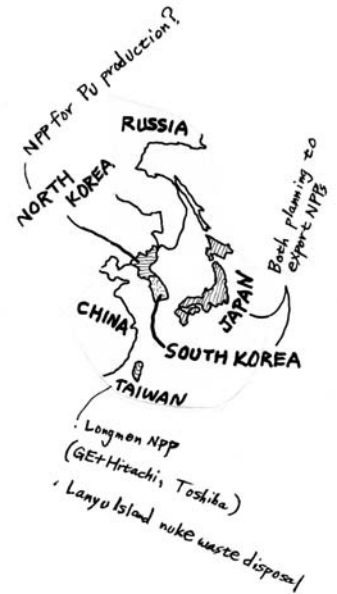 NPP for Pu production?
RUSSIA
NORTH
KOREA
Both planning to
export NPPs
JAPAN
CHINA
SOUTH KOREA
TAIWAN
· Longmen NPP
(GE+Hitachi, Toshiba)
· Lanyu Island nuke waste disposal